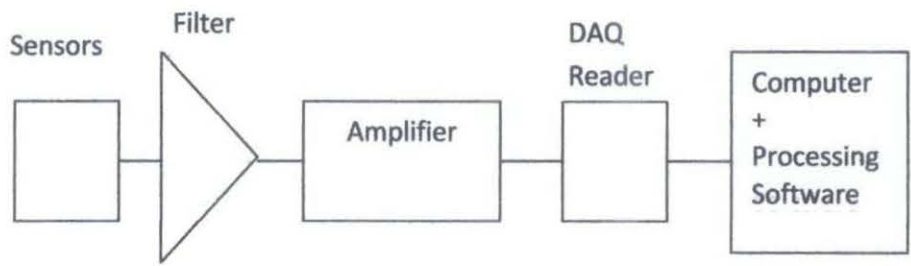 Sensors
Filter
Amplifier
DAQ
Reader
Computer
+
Processing
Software